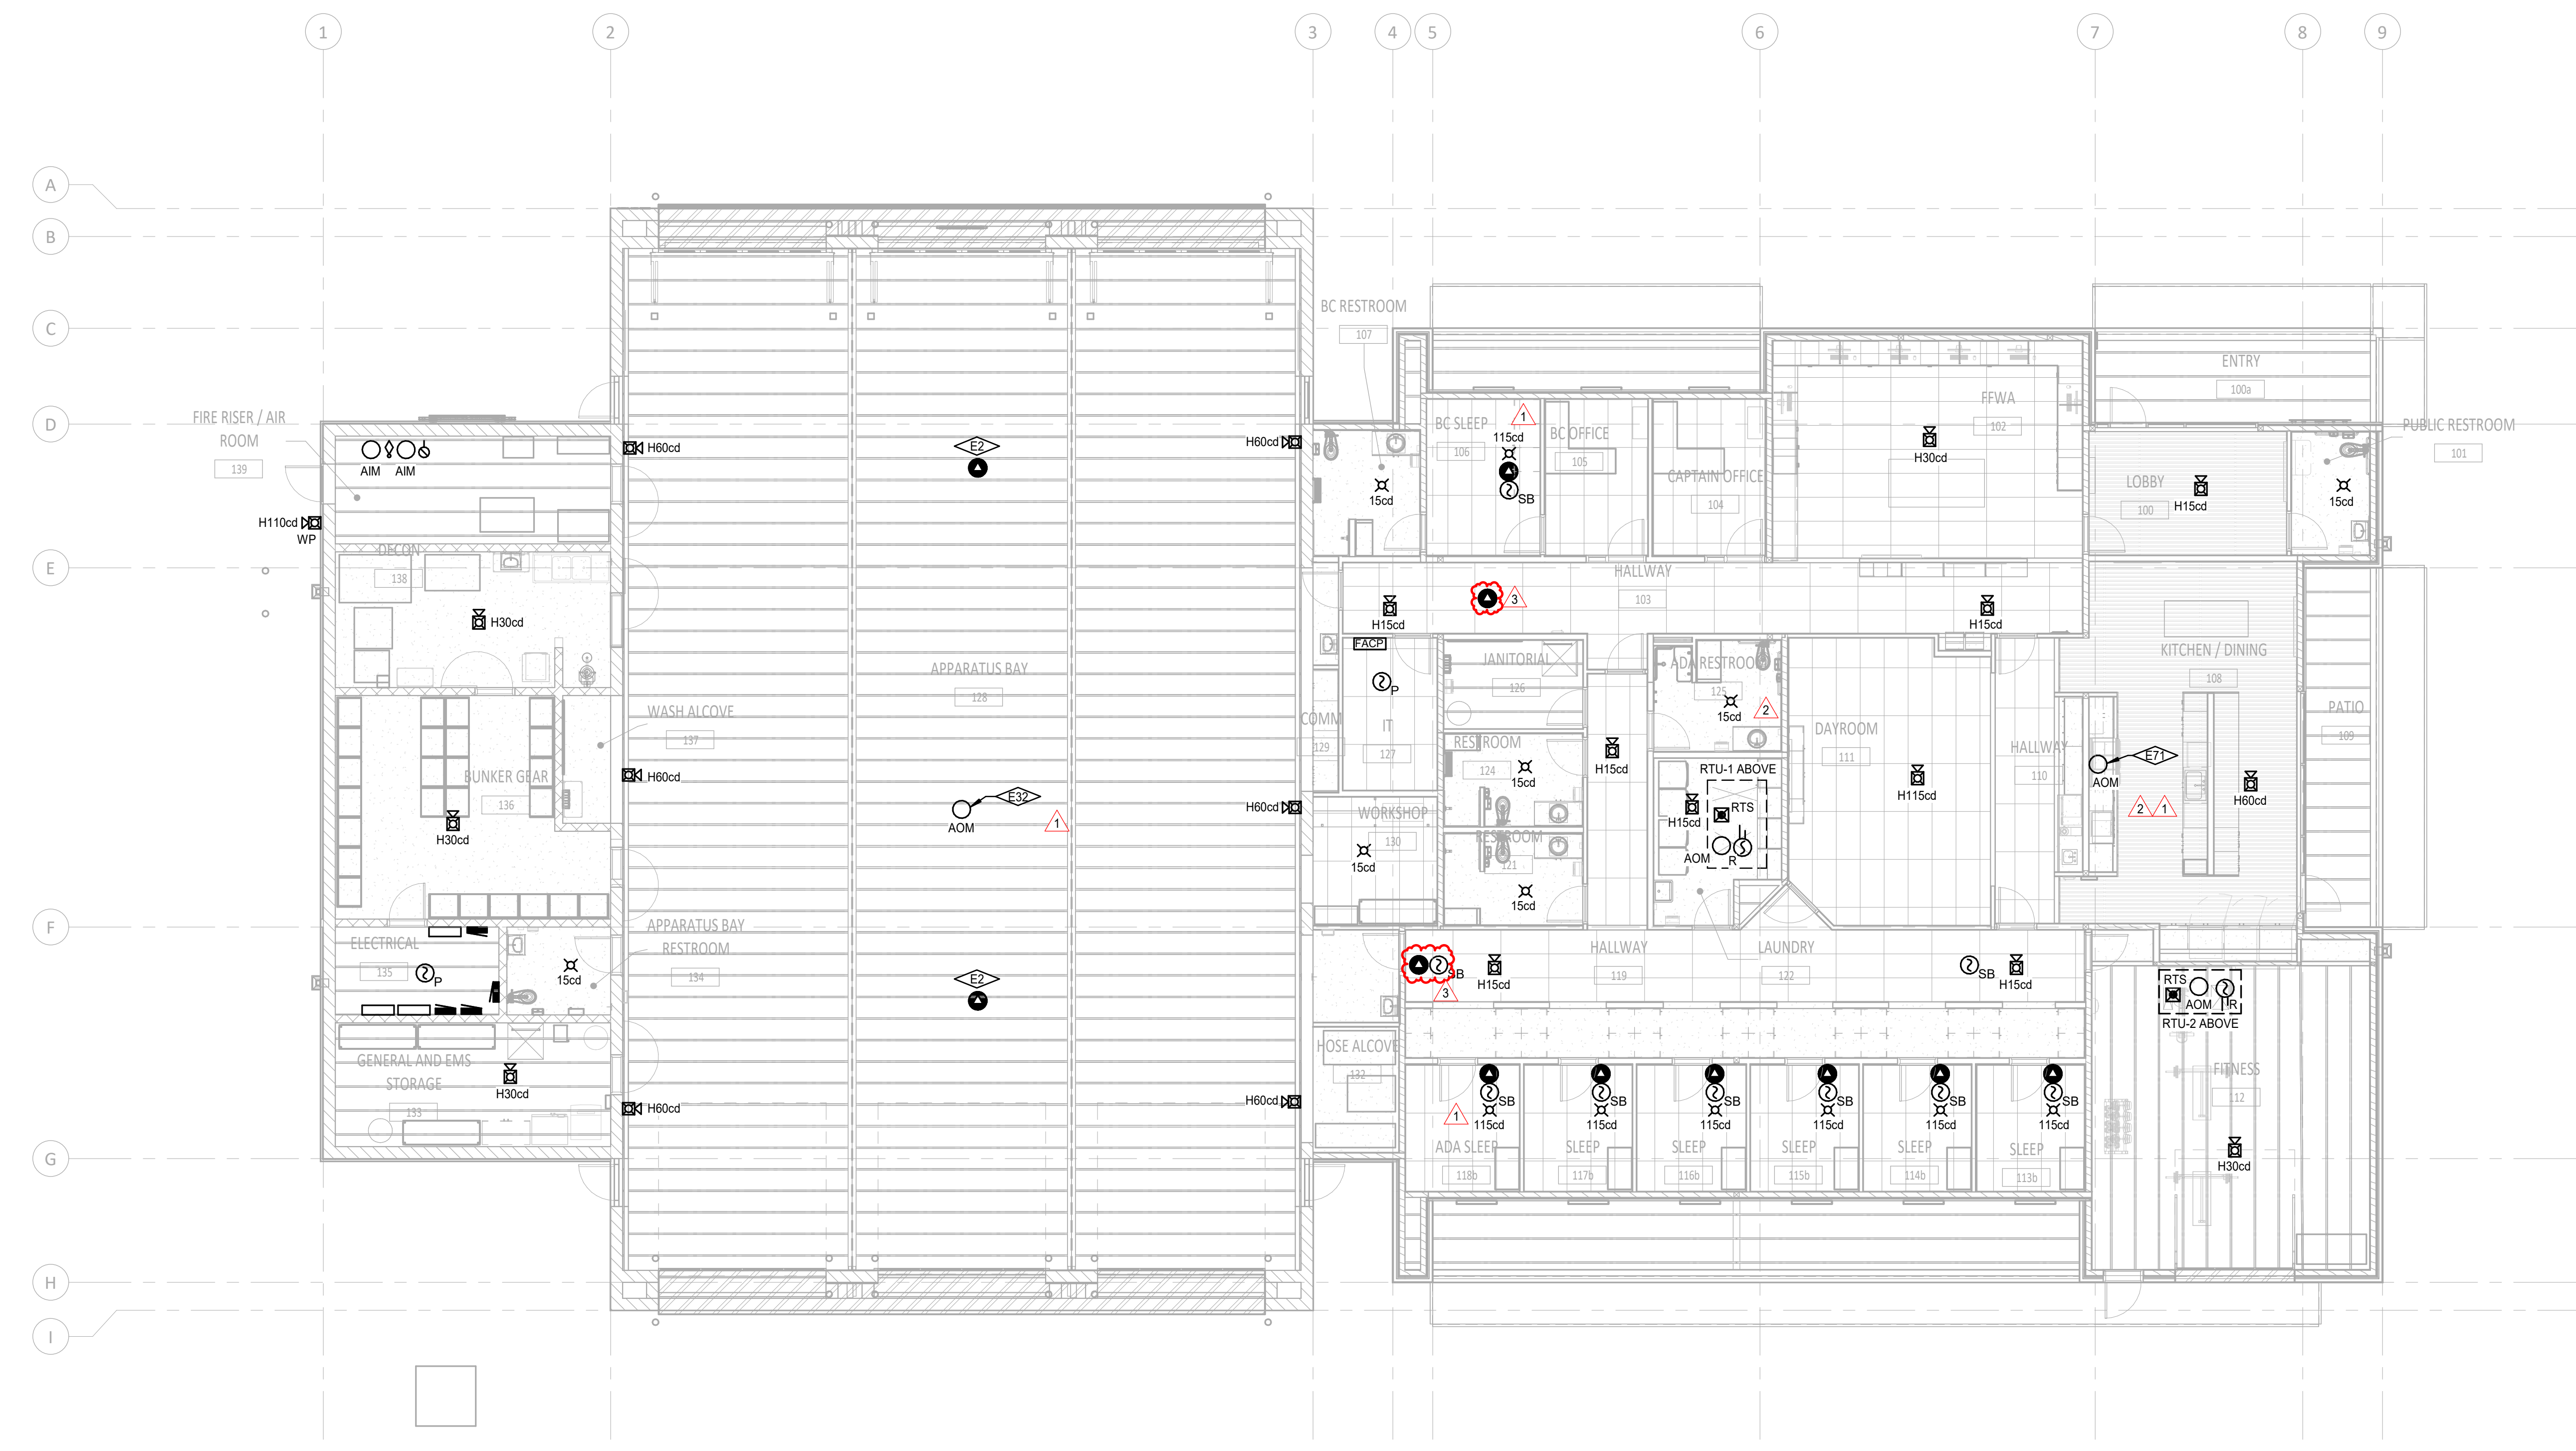 1
2
3
4
5
6
7
8
9
A
B
C
D
E
F
G
H
I
FIRE RISER / AIR
ROOM
139
AIM
AIM
H110cd
WP
DECON
138
H30cd
BUNKER GEAR
136
H30cd
WASH ALCOVE
137
ELECTRICAL
135
P
15cd
APPARATUS BAY
RESTROOM
134
GENERAL AND EMS
STORAGE
133
H30cd
H60cd
H60cd
H60cd
E2
APPARATUS BAY
128
E32
AOM
1
E2
H60cd
H60cd
H60cd
BC RESTROOM
107
15cd
BC SLEEP
106
1
115cd
SB
BC OFFICE
105
CAPTAIN OFFICE
104
FFWA
102
H30cd
ENTRY
100a
LOBBY
100
H15cd
PUBLIC RESTROOM
101
15cd
HALLWAY
103
H15cd
3
H15cd
FACP
P
IT
127
COMM
129
JANITORIAL
126
RESTROOM
124
15cd
RESTROOM
121
15cd
WORKSHOP
130
15cd
H15cd
ADA RESTROOM
125
15cd
2
RTU-1 ABOVE
RTS
H15cd
AOM
R
DAYROOM
111
H115cd
HALLWAY
110
KITCHEN / DINING
108
E71
AOM
2
1
H60cd
PATIO
109
HALLWAY
119
LAUNDRY
122
SB
3
H15cd
SB
H15cd
RTS
AOM
R
RTU-2 ABOVE
FITNESS
112
H30cd
HOSE ALCOVE
132
SB
115cd
1
ADA SLEEP
118b
SB
115cd
SLEEP
117b
SB
115cd
SLEEP
116b
SB
115cd
SLEEP
115b
SB
115cd
SLEEP
114b
SB
115cd
SLEEP
113b